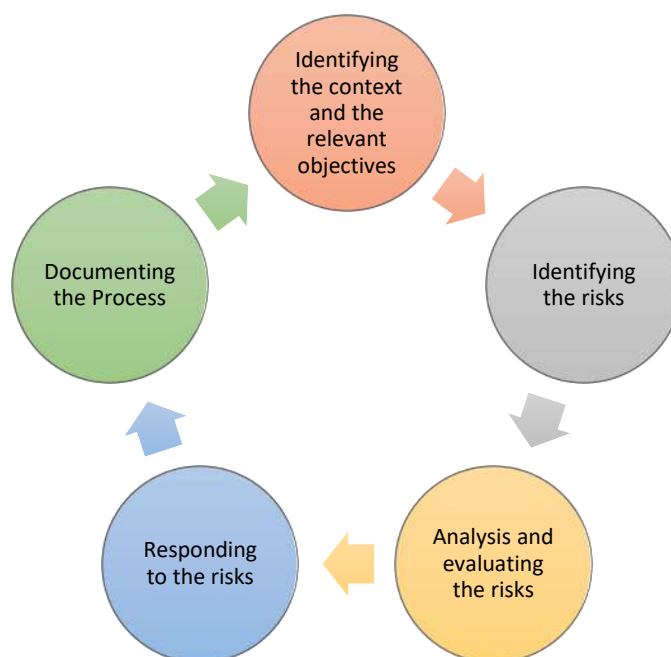 Identifying
the context
and the
relevant
objectives
Identifying
the risks
Analysis and
evaluating
the risks
Responding
to the risks
Documenting
the Process